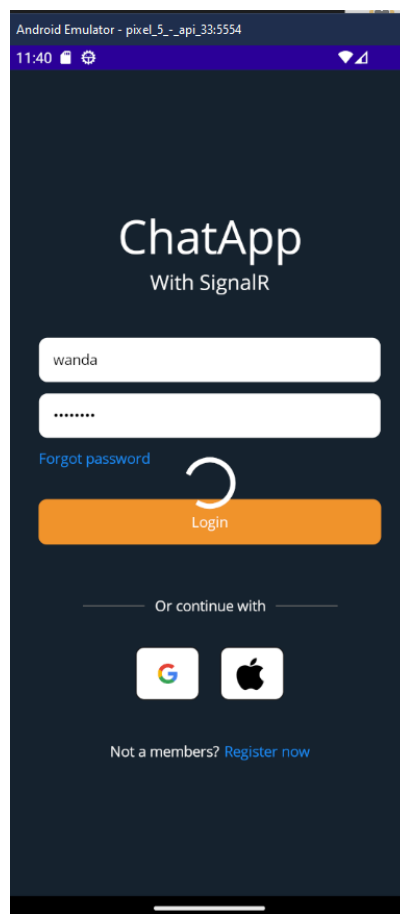 Android Emulator - pixel_5_-_api_33:5554
11:40
ChatApp
With SignalR
wanda
••••••••
Forgot password
Login
Or continue with
G
Not a members? Register now